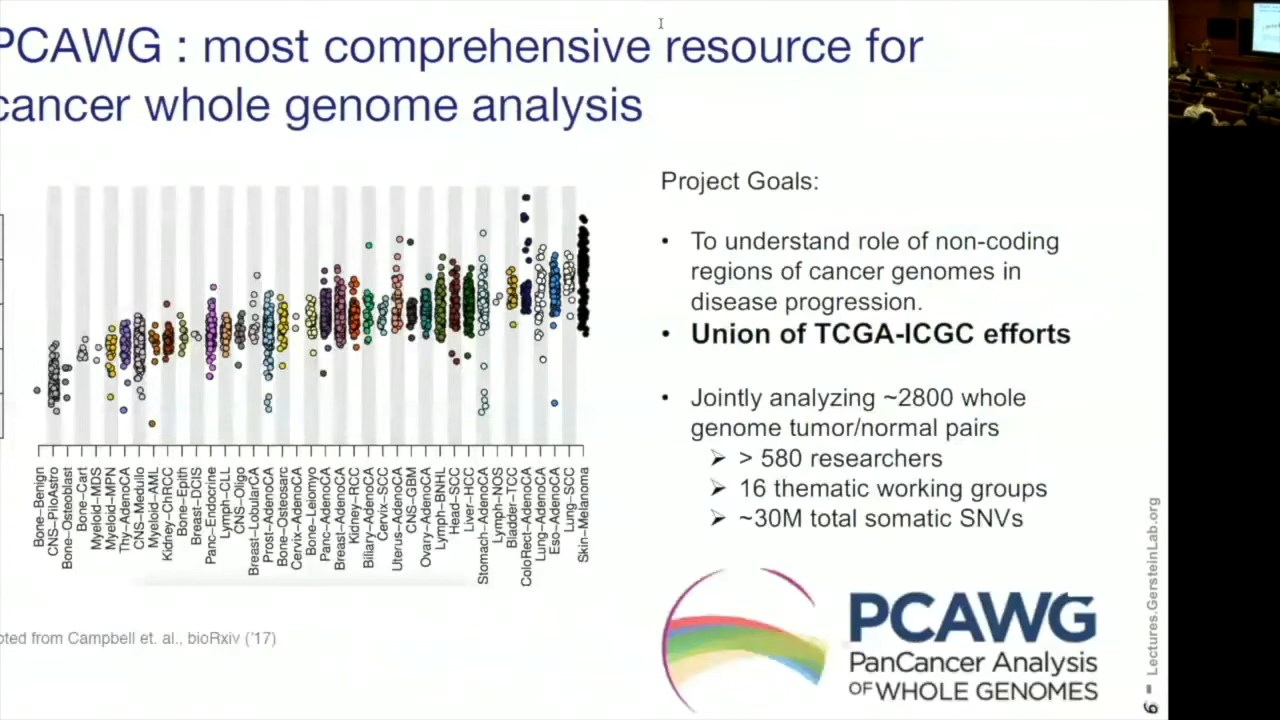 PCAWG : most comprehensive resource for
cancer whole genome analysis
Project Goals:
• To understand role of non-coding
regions of cancer genomes in
disease progression.
• Union of TCGA-ICGC efforts
• Jointly analyzing ~2800 whole
genome tumor/normal pairs
➢ > 580 researchers
➢ 16 thematic working groups
➢ ~30M total somatic SNVs
Bone–Benign
CNS–PiloAstro
Bone–Osteoblast
Bone–Cart
Myeloid–MDS
Myeloid–MPN
Thy–AdenoCA
CNS–Medullo
Myeloid–AML
Kidney–ChRCC
Bone–Epith
Breast–DCIS
Panc–Endocrine
Lymph–CLL
CNS–Oligo
Breast–LobularCA
Prost–AdenoCA
Bone–Osteosarc
Cervix–AdenoCA
Bone–Leiomyo
Panc–AdenoCA
Breast–AdenoCA
Kidney–RCC
Biliary–AdenoCA
Cervix–SCC
Uterus–AdenoCA
CNS–GBM
Ovary–AdenoCA
Lymph–BNHL
Head–SCC
Liver–HCC
Stomach–AdenoCA
Lymph–NOS
Bladder–TCC
ColoRect–AdenoCA
Lung–AdenoCA
Eso–AdenoCA
Lung–SCC
Skin–Melanoma
oted from Campbell et. al., bioRxiv ('17)
PCAWG
PanCancer Analysis
OF WHOLE GENOMES
6 – Lectures.GersteinLab.org